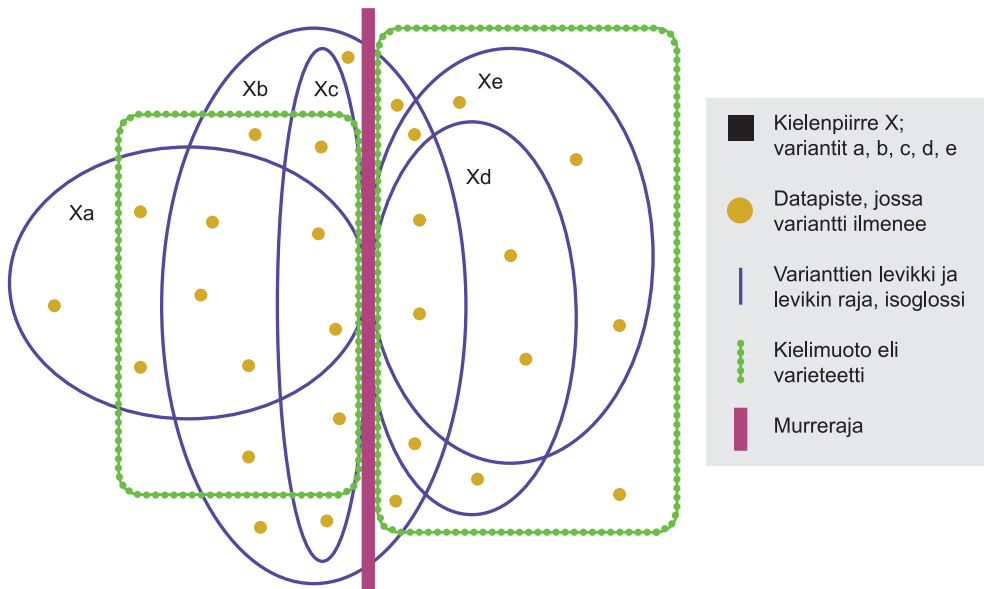 Xb
Xc
Xe
Xd
Xa
Kielenpiirre X;
variantit a, b, c, d, e
Datapiste, jossa
variantti ilmenee
Varianttien levikki ja
levikin raja, isoglossi
Kielimuoto eli
varieteetti
Murreraja